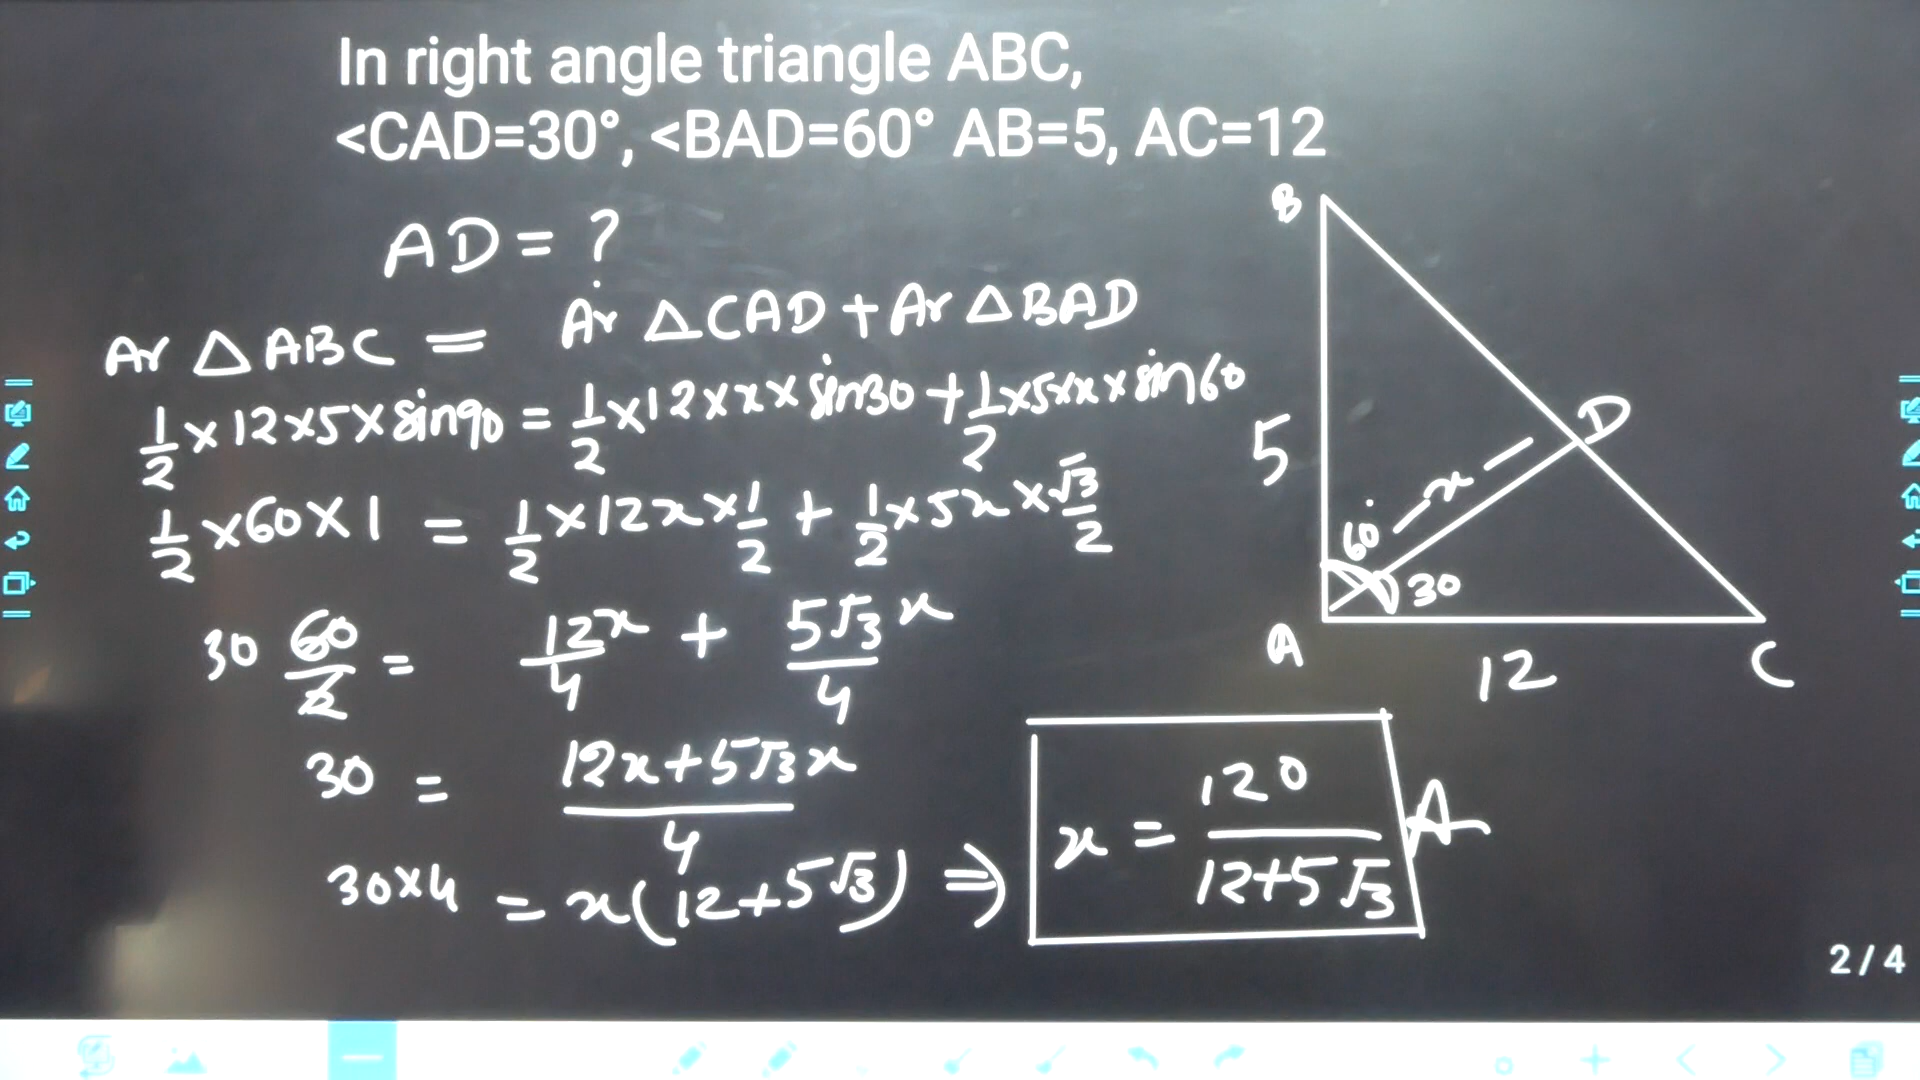 In right angle triangle ABC,
<CAD=30°, <BAD=60° AB=5, AC=12
AD = ?
Ar △ ABC = Ar △CAD + Ar △BAD
1/2 × 12 × 5 × sin90 = 1/2 × 12 × x × sin30 + 1/2 × 5 × x × sin60
1/2 × 60 × 1 = 1/2 × 12x × 1/2 + 1/2 × 5x × √3/2
30 60/2 = 12x/4 + 5√3x/4
30 = 12x+5√3x/4
30×4 = x(12+5√3) ⇒ x = 120/12+5√3 A
B
D
5
x
60°
30
A
12
C
2/4